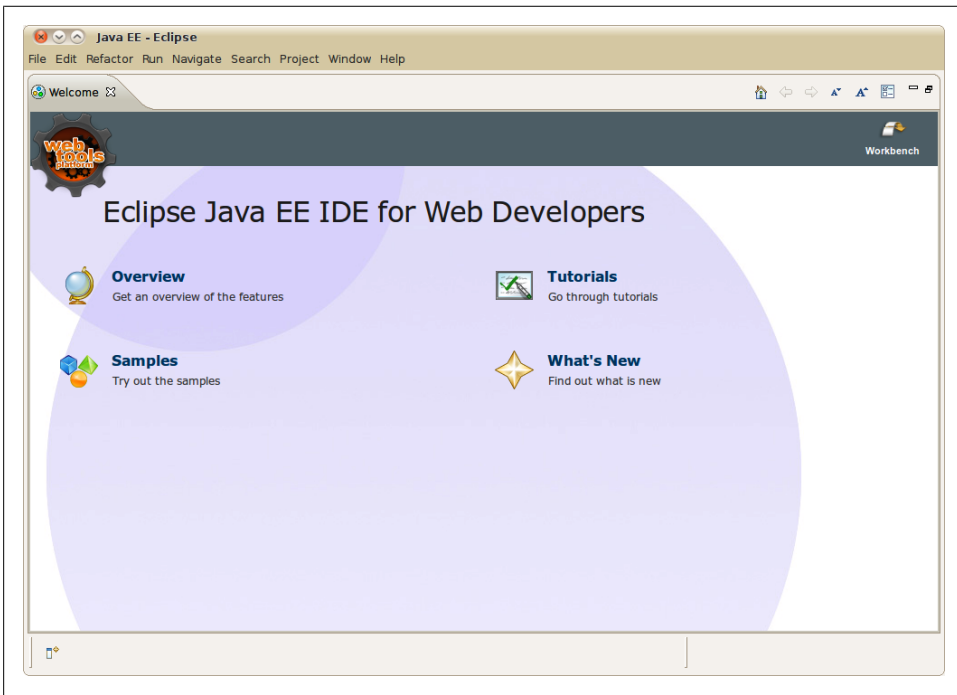 Java EE - Eclipse
File Edit Refactor Run Navigate Search Project Window Help
Welcome
web
tools
platform
Workbench
Eclipse Java EE IDE for Web Developers
Overview
Get an overview of the features
Tutorials
Go through tutorials
Samples
Try out the samples
What's New
Find out what is new